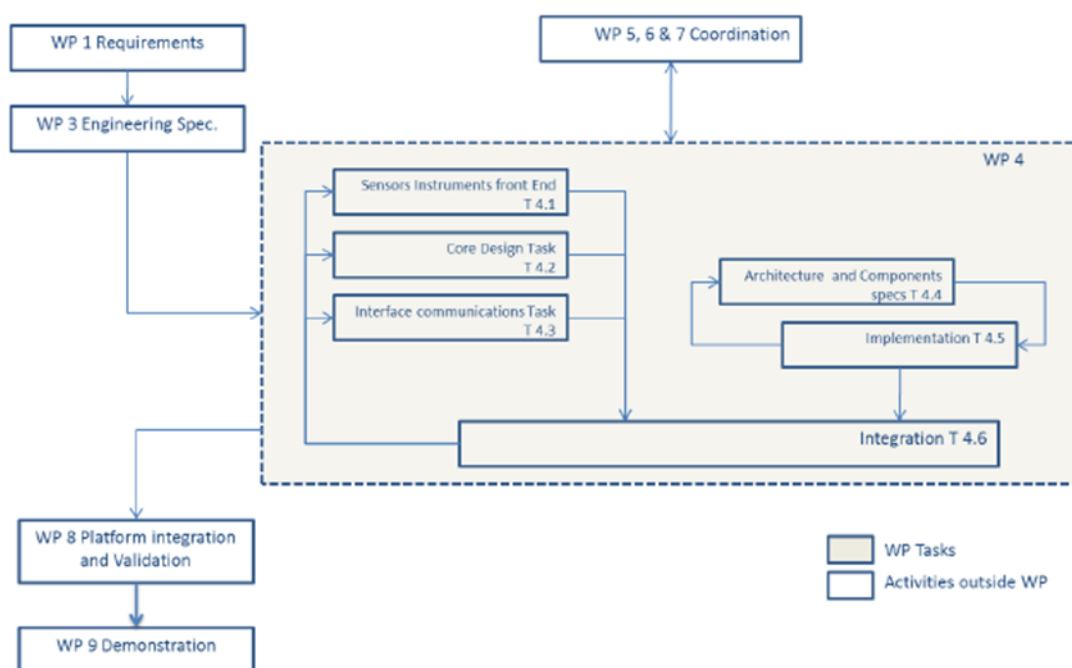 WP 1 Requirements
WP 5, 6 & 7 Coordination
WP 3 Engineering Spec.
WP 4
Sensors Instruments front End
T 4.1
Core Design Task
T 4.2
Interface communications Task
T 4.3
Architecture and Components
specs T 4.4
Implementation T 4.5
Integration T 4.6
WP 8 Platform integration
and Validation
WP 9 Demonstration
WP Tasks
Activities outside WP